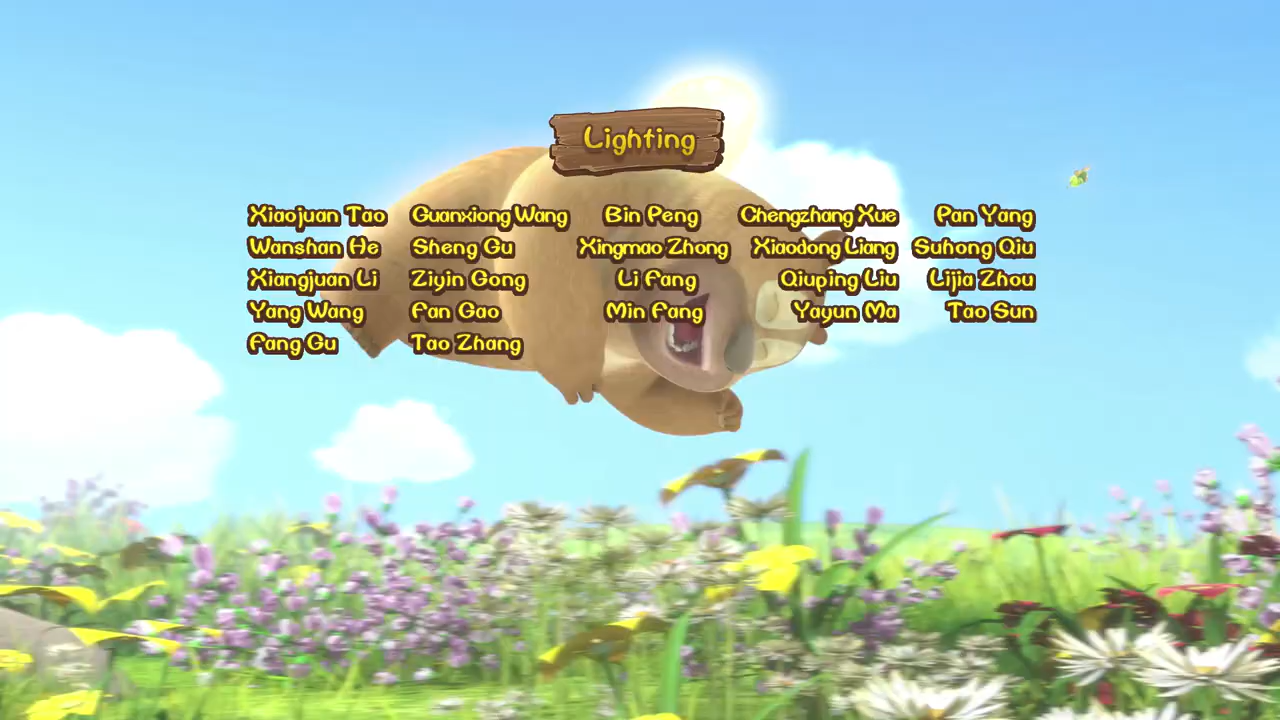 Lighting
Xiaojuan Tao Guanxiong Wang Bin Peng Chengzhang Xue Pan Yang
Wanshan He Sheng Gu Xingmao Zhong Xiaodong Liang Suhong Qiu
Xiangjuan Li Ziyin Gong Li Fang Qiuping Liu Lijia Zhou
Yang Wang Fan Gao Min Fang Yayun Ma Tao Sun
Fang Gu Tao Zhang